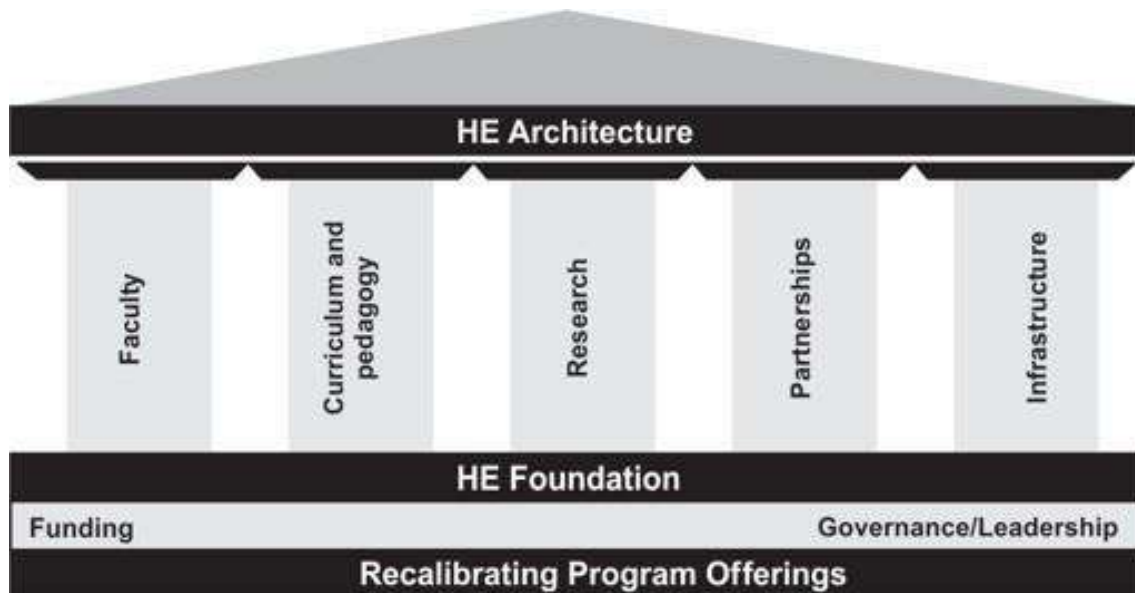 HE Architecture
Faculty
Curriculum and
pedagogy
Research
Partnerships
Infrastructure
HE Foundation
Funding
Governance/Leadership
Recalibrating Program Offerings